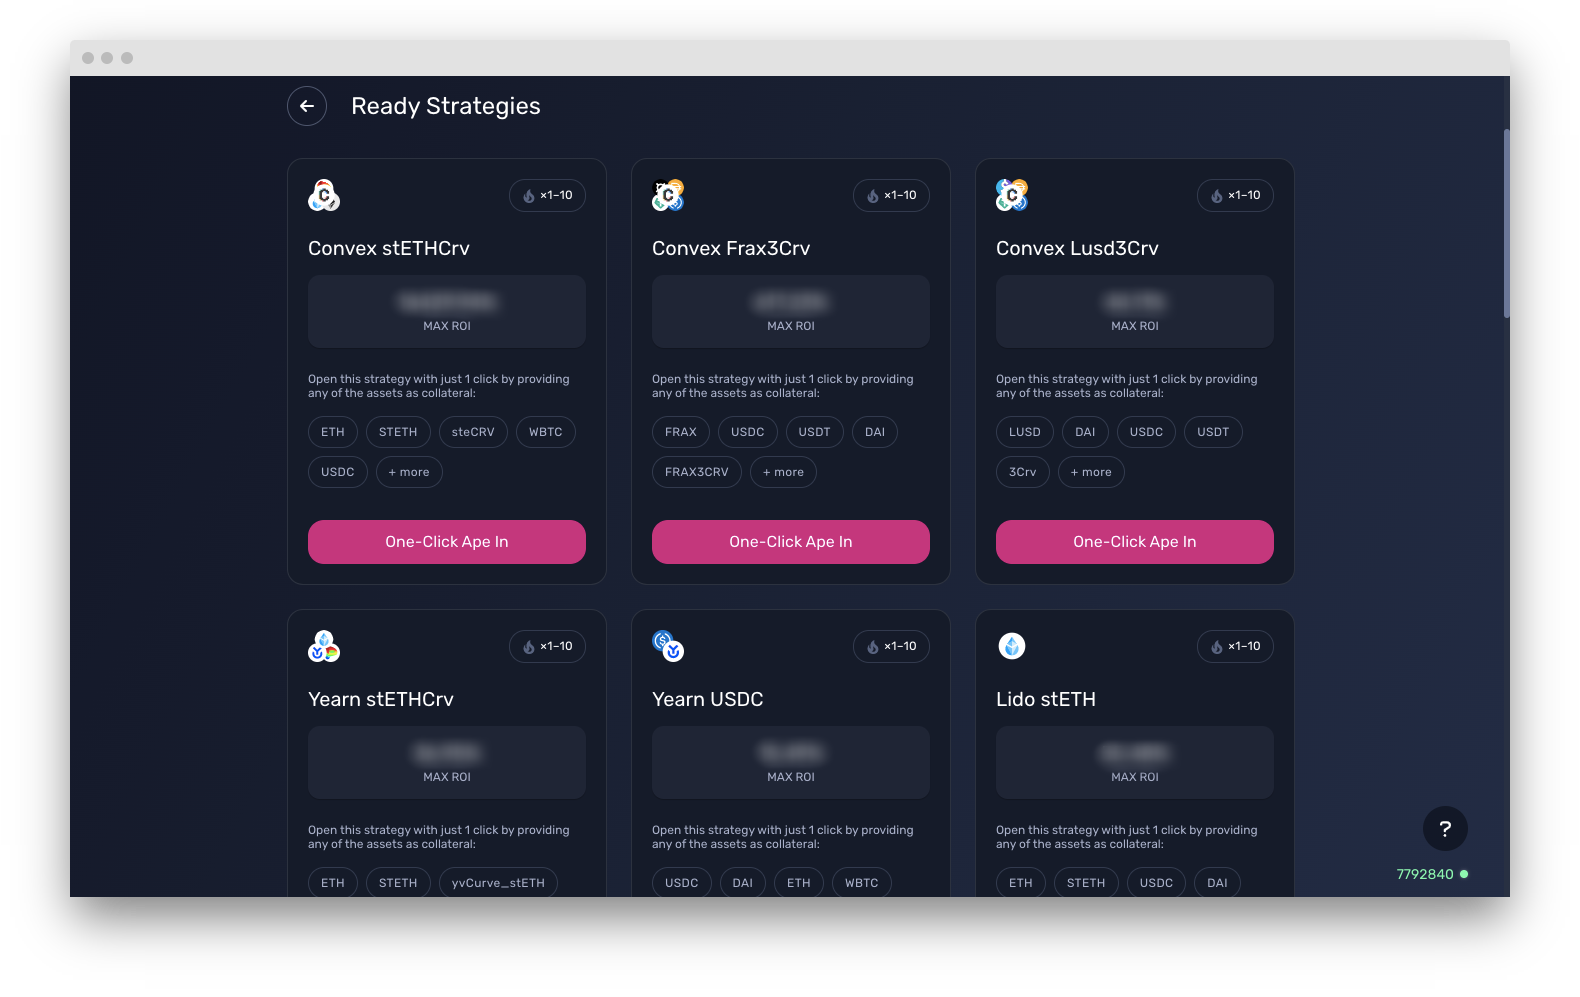 Ready Strategies
×1–10
×1–10
×1–10
Convex stETHCrv
Convex Frax3Crv
Convex Lusd3Crv
MAX ROI
MAX ROI
MAX ROI
Open this strategy with just 1 click by providing
any of the assets as collateral:
Open this strategy with just 1 click by providing
any of the assets as collateral:
Open this strategy with just 1 click by providing
any of the assets as collateral:
ETH STETH steCRV WBTC
USDC + more
FRAX USDC USDT DAI
FRAX3CRV + more
LUSD DAI USDC USDT
3Crv + more
One-Click Ape In
One-Click Ape In
One-Click Ape In
×1–10
×1–10
×1–10
Yearn stETHCrv
Yearn USDC
Lido stETH
MAX ROI
MAX ROI
MAX ROI
Open this strategy with just 1 click by providing
any of the assets as collateral:
Open this strategy with just 1 click by providing
any of the assets as collateral:
Open this strategy with just 1 click by providing
any of the assets as collateral:
ETH STETH yvCurve_stETH
USDC DAI ETH WBTC
ETH STETH USDC DAI
?
7792840